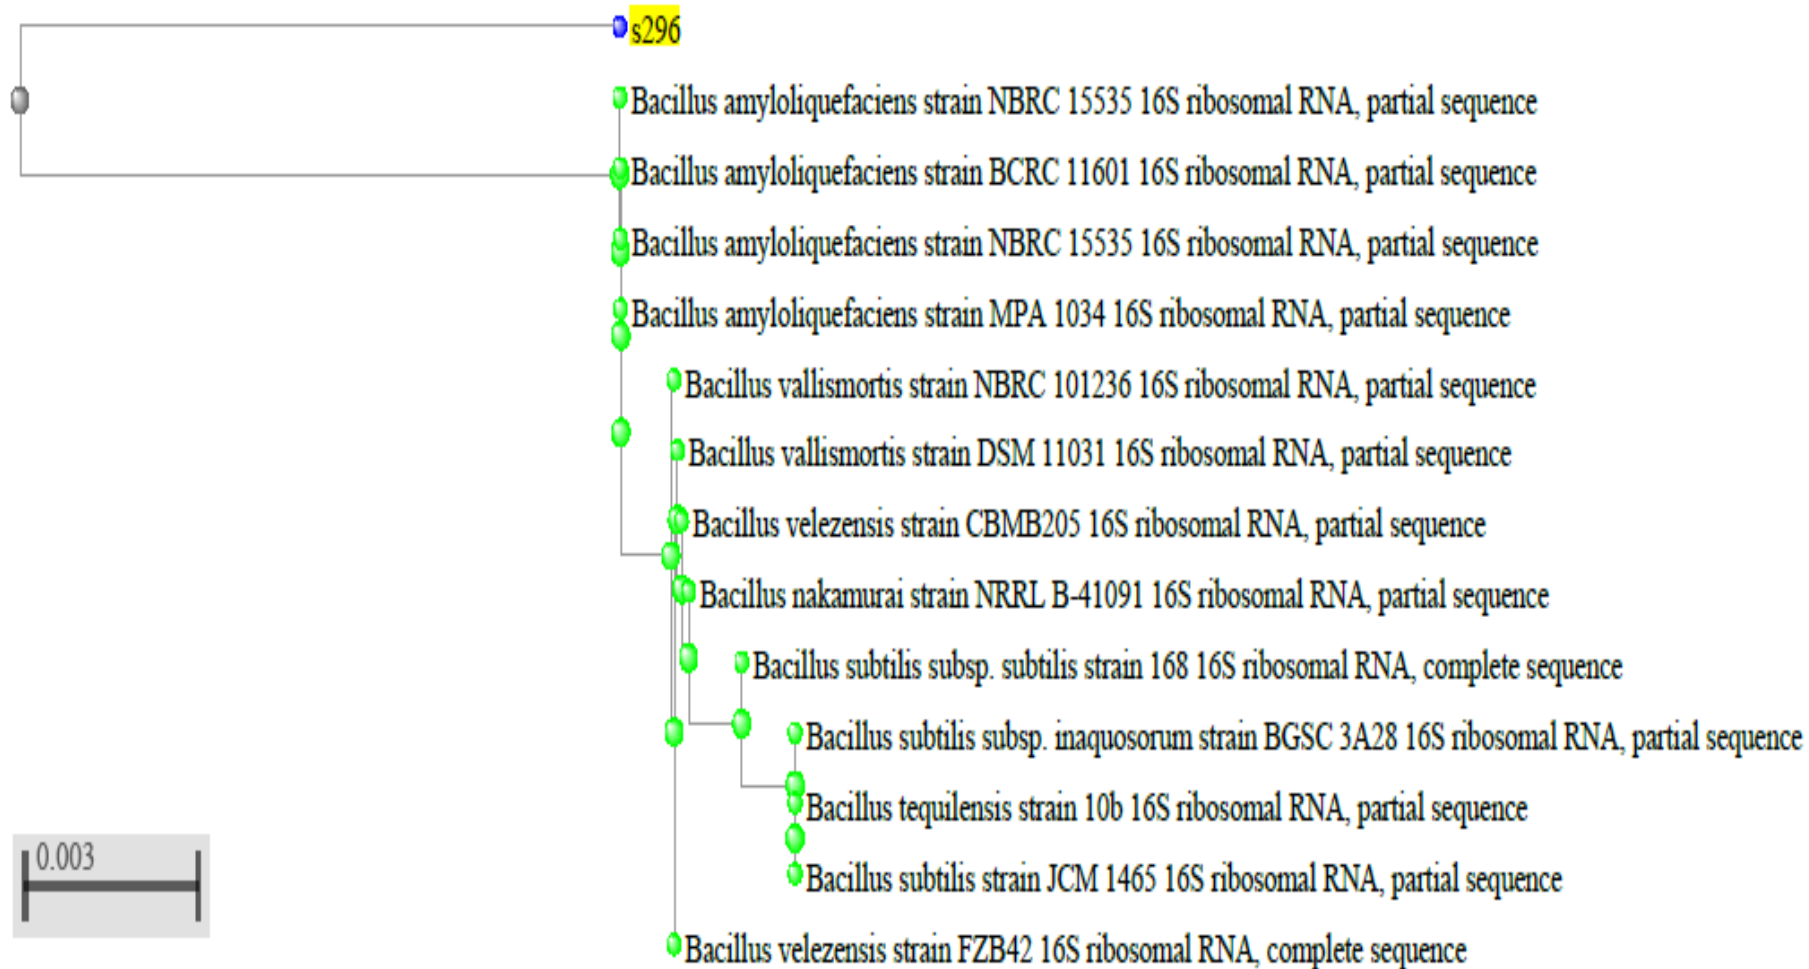 s296
Bacillus amyloliquefaciens strain NBRC 15535 16S ribosomal RNA, partial sequence
Bacillus amyloliquefaciens strain BCRC 11601 16S ribosomal RNA, partial sequence
Bacillus amyloliquefaciens strain NBRC 15535 16S ribosomal RNA, partial sequence
Bacillus amyloliquefaciens strain MPA 1034 16S ribosomal RNA, partial sequence
Bacillus vallismortis strain NBRC 101236 16S ribosomal RNA, partial sequence
Bacillus vallismortis strain DSM 11031 16S ribosomal RNA, partial sequence
Bacillus velezensis strain CBMB205 16S ribosomal RNA, partial sequence
Bacillus nakamurai strain NRRL B-41091 16S ribosomal RNA, partial sequence
Bacillus subtilis subsp. subtilis strain 168 16S ribosomal RNA, complete sequence
Bacillus subtilis subsp. inaquosorum strain BGSC 3A28 16S ribosomal RNA, partial sequence
Bacillus tequilensis strain 10b 16S ribosomal RNA, partial sequence
Bacillus subtilis strain JCM 1465 16S ribosomal RNA, partial sequence
Bacillus velezensis strain FZB42 16S ribosomal RNA, complete sequence
0.003